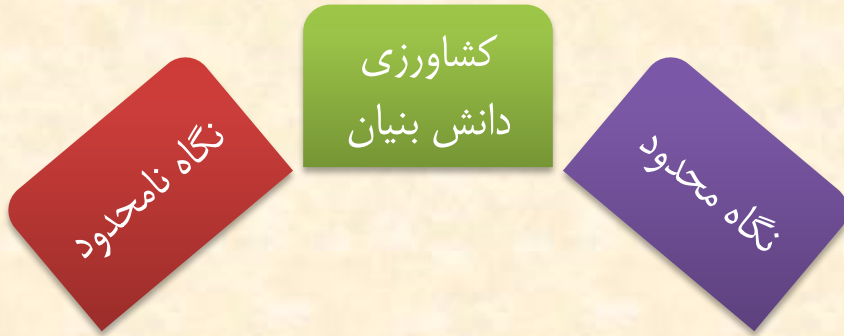 کشاورزی
دانش بنیان
نگاه محدود
نگاه نامحدود